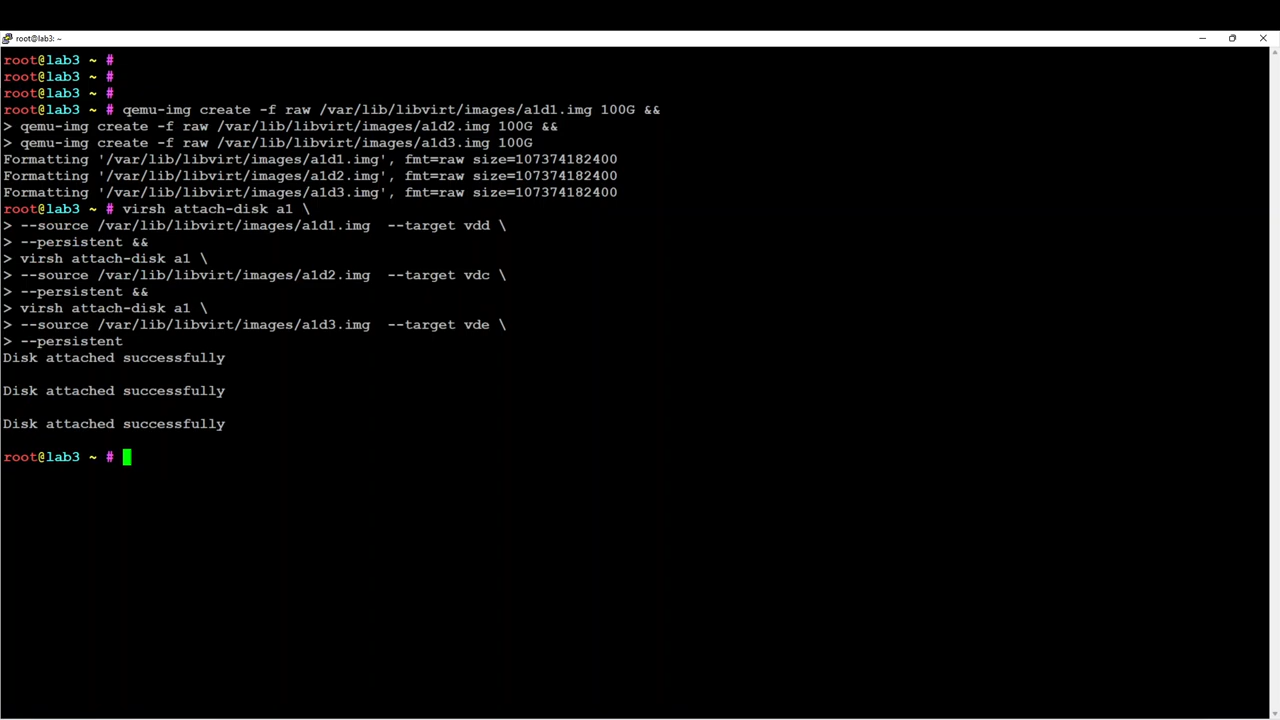 root@lab3: ~
root@lab3 ~ #
root@lab3 ~ #
root@lab3 ~ #
root@lab3 ~ # qemu-img create -f raw /var/lib/libvirt/images/a1d1.img 100G &&
> qemu-img create -f raw /var/lib/libvirt/images/a1d2.img 100G &&
> qemu-img create -f raw /var/lib/libvirt/images/a1d3.img 100G
Formatting '/var/lib/libvirt/images/a1d1.img', fmt=raw size=107374182400
Formatting '/var/lib/libvirt/images/a1d2.img', fmt=raw size=107374182400
Formatting '/var/lib/libvirt/images/a1d3.img', fmt=raw size=107374182400
root@lab3 ~ # virsh attach-disk a1 \
> --source /var/lib/libvirt/images/a1d1.img  --target vdd \
> --persistent &&
> virsh attach-disk a1 \
> --source /var/lib/libvirt/images/a1d2.img  --target vdc \
> --persistent &&
> virsh attach-disk a1 \
> --source /var/lib/libvirt/images/a1d3.img  --target vde \
> --persistent
Disk attached successfully
Disk attached successfully
Disk attached successfully
root@lab3 ~ #